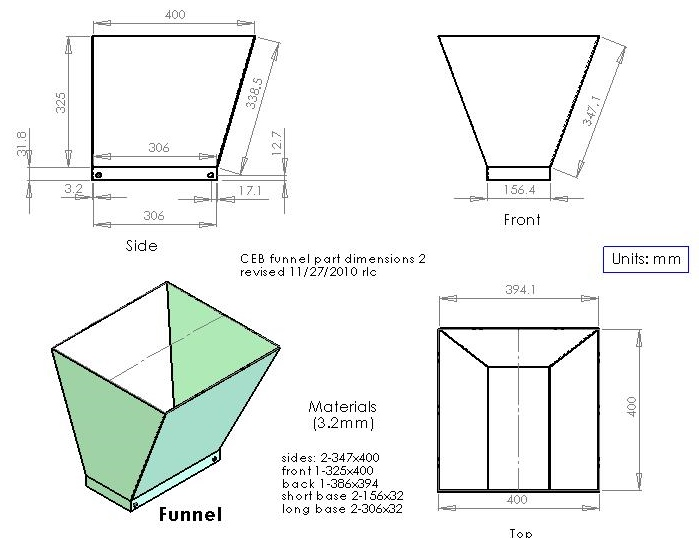 400
325
338.5
31.8
306
12.7
3.2
17.1
306
Side
347.1
156.4
Front
CEB funnel part dimensions 2
revised 11/27/2010 rlc
Units: mm
394.1
400
400
Top
Materials
(3.2mm)
sides: 2-347x400
front 1-325x400
back 1-386x394
short base 2-156x32
long base 2-306x32
Funnel